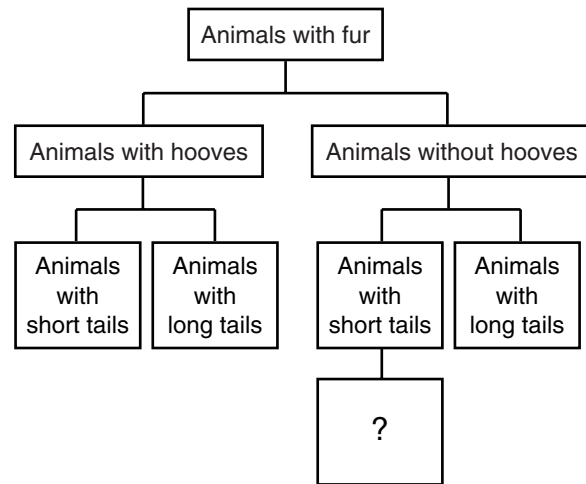 Animals with fur
Animals with hooves
Animals without hooves
Animals
with
short tails
Animals
with
long tails
Animals
with
short tails
Animals
with
long tails
?